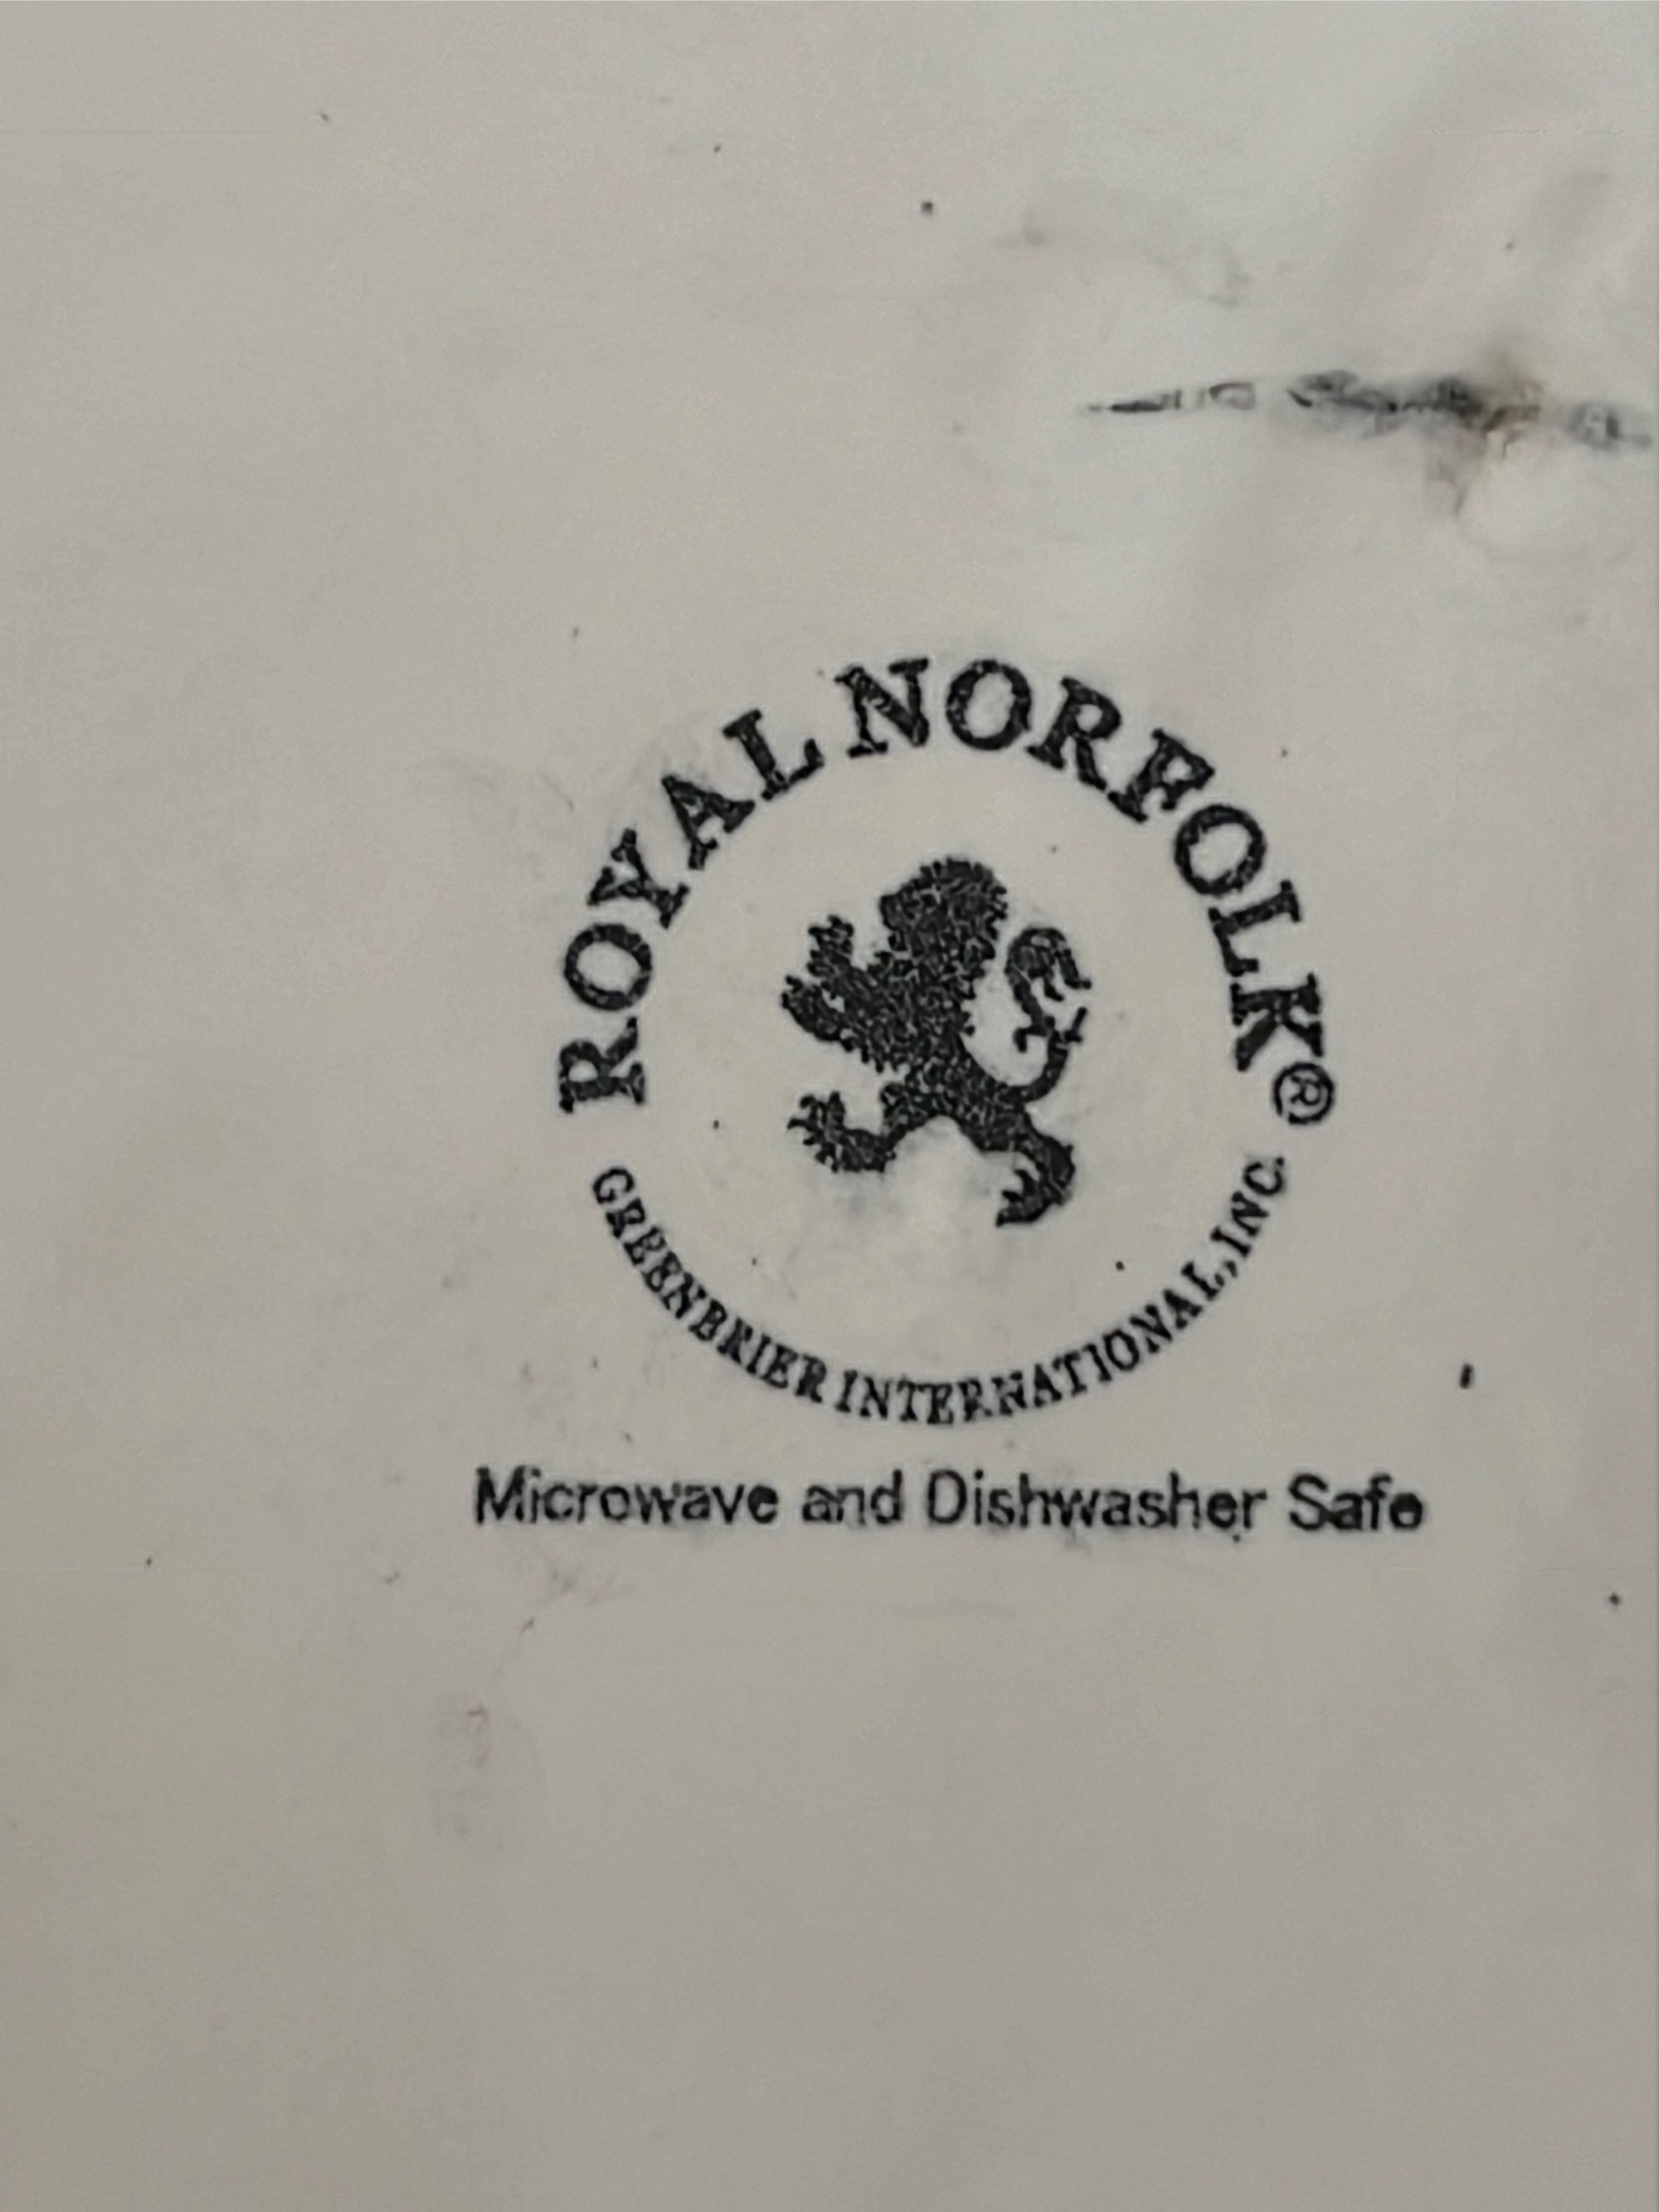 ROYAL NORFOLK®
GREENBRIER INTERNATIONAL, INC
Microwave and Dishwasher Safe